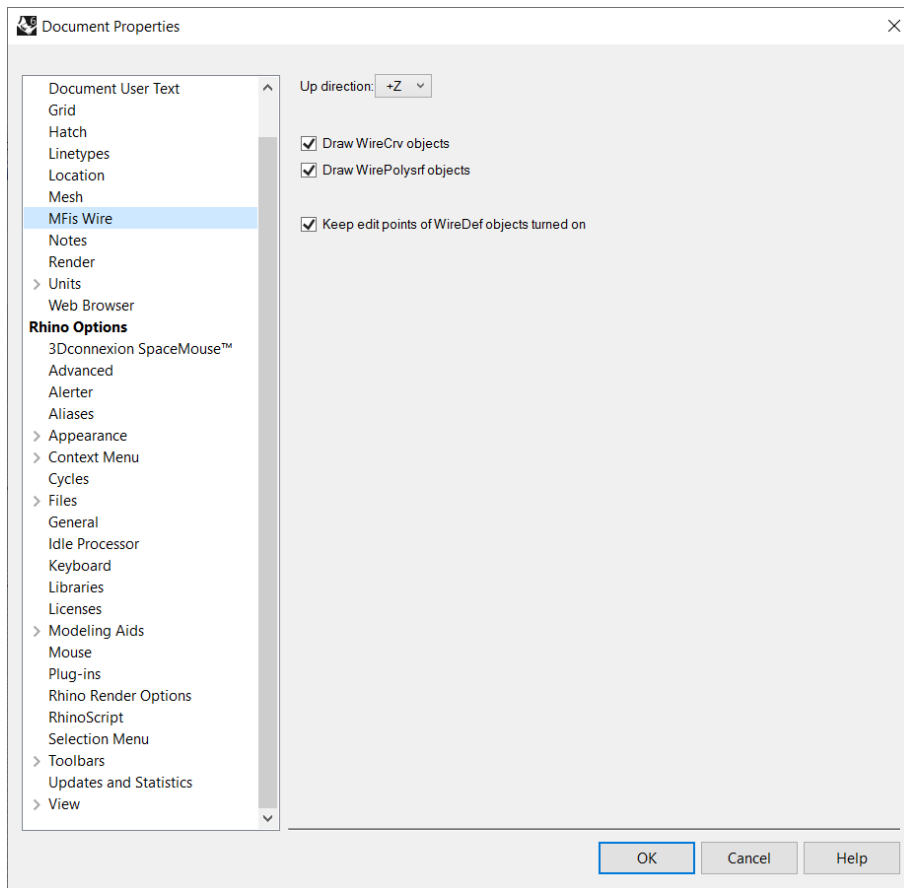 Document Properties
Document User Text
Grid
Hatch
Linetypes
Location
Mesh
MFis Wire
Notes
Render
Units
Web Browser
Rhino Options
3Dconnexion SpaceMouse™
Advanced
Alerter
Aliases
Appearance
Context Menu
Cycles
Files
General
Idle Processor
Keyboard
Libraries
Licenses
Modeling Aids
Mouse
Plug-ins
Rhino Render Options
RhinoScript
Selection Menu
Toolbars
Updates and Statistics
View
Up direction: +Z
Draw WireCrv objects
Draw WirePolysrf objects
Keep edit points of WireDef objects turned on
OK Cancel Help